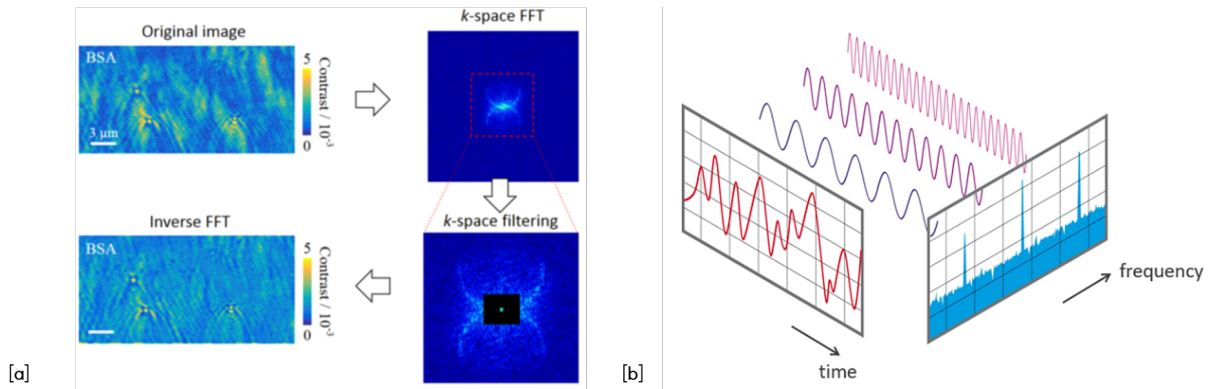 Original image
BSA
3 μm
5
Contrast / 10⁻³
0
k-space FFT
k-space filtering
Inverse FFT
BSA
5
Contrast / 10⁻³
0
[a]
[b]
time
frequency